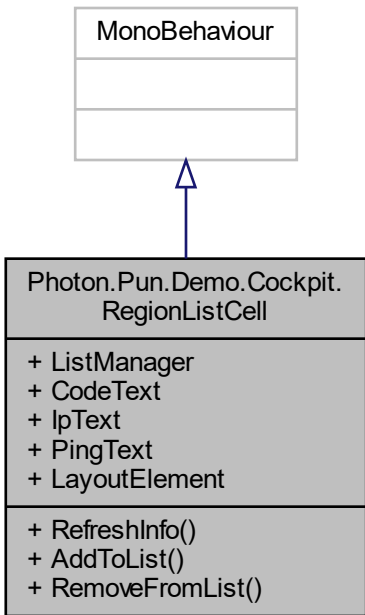 MonoBehaviour
Photon.Pun.Demo.Cockpit.
RegionListCell
+ ListManager
+ CodeText
+ IpText
+ PingText
+ LayoutElement
+ RefreshInfo()
+ AddToList()
+ RemoveFromList()